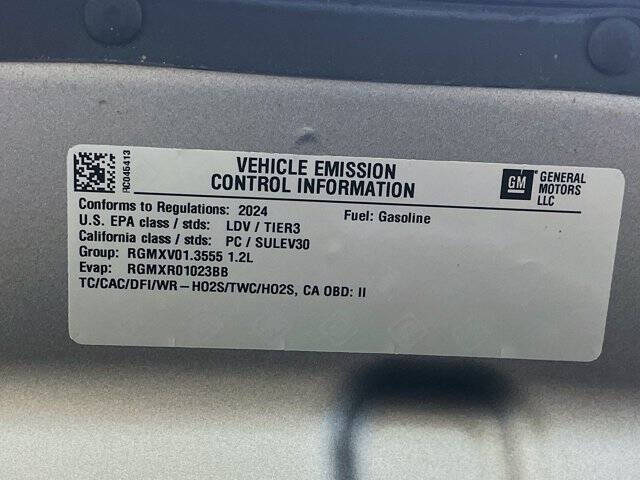 RC045413
VEHICLE EMISSION
CONTROL INFORMATION
GM
GENERAL
MOTORS
LLC
Conforms to Regulations: 2024 Fuel: Gasoline
U.S. EPA class / stds: LDV / TIER3
California class / stds: PC / SULEV30
Group: RGMXV01.3555 1.2L
Evap: RGMXR01023BB
TC/CAC/DFI/WR-HO2S/TWC/HO2S, CA OBD: II